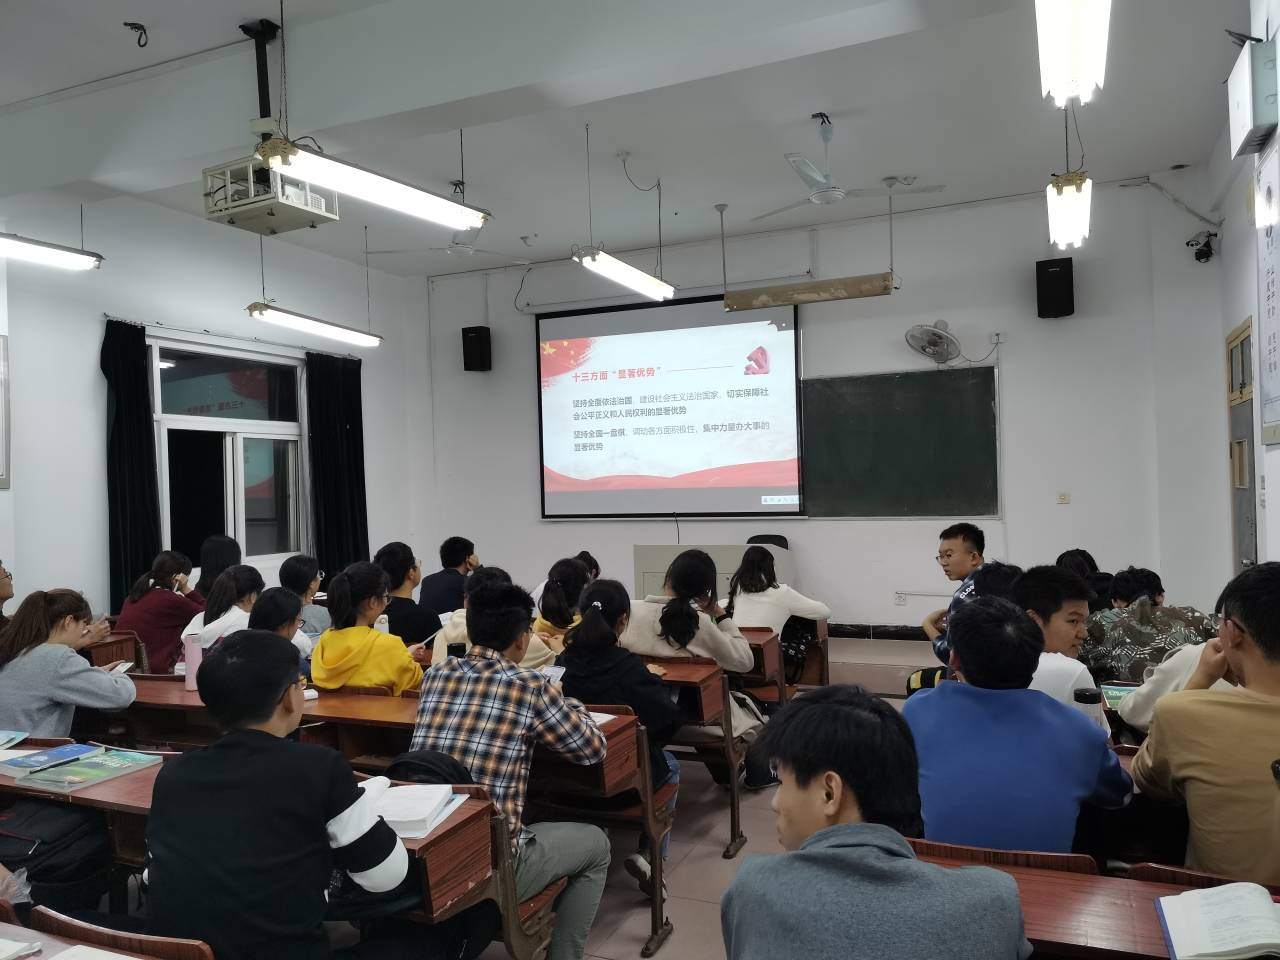 十三方面“显著优势”
坚持全面依法治国，建设社会主义法治国家，切实保障社
会公平正义和人民权利的显著优势
坚持全国一盘棋，调动各方面积极性，集中力量办大事的
显著优势